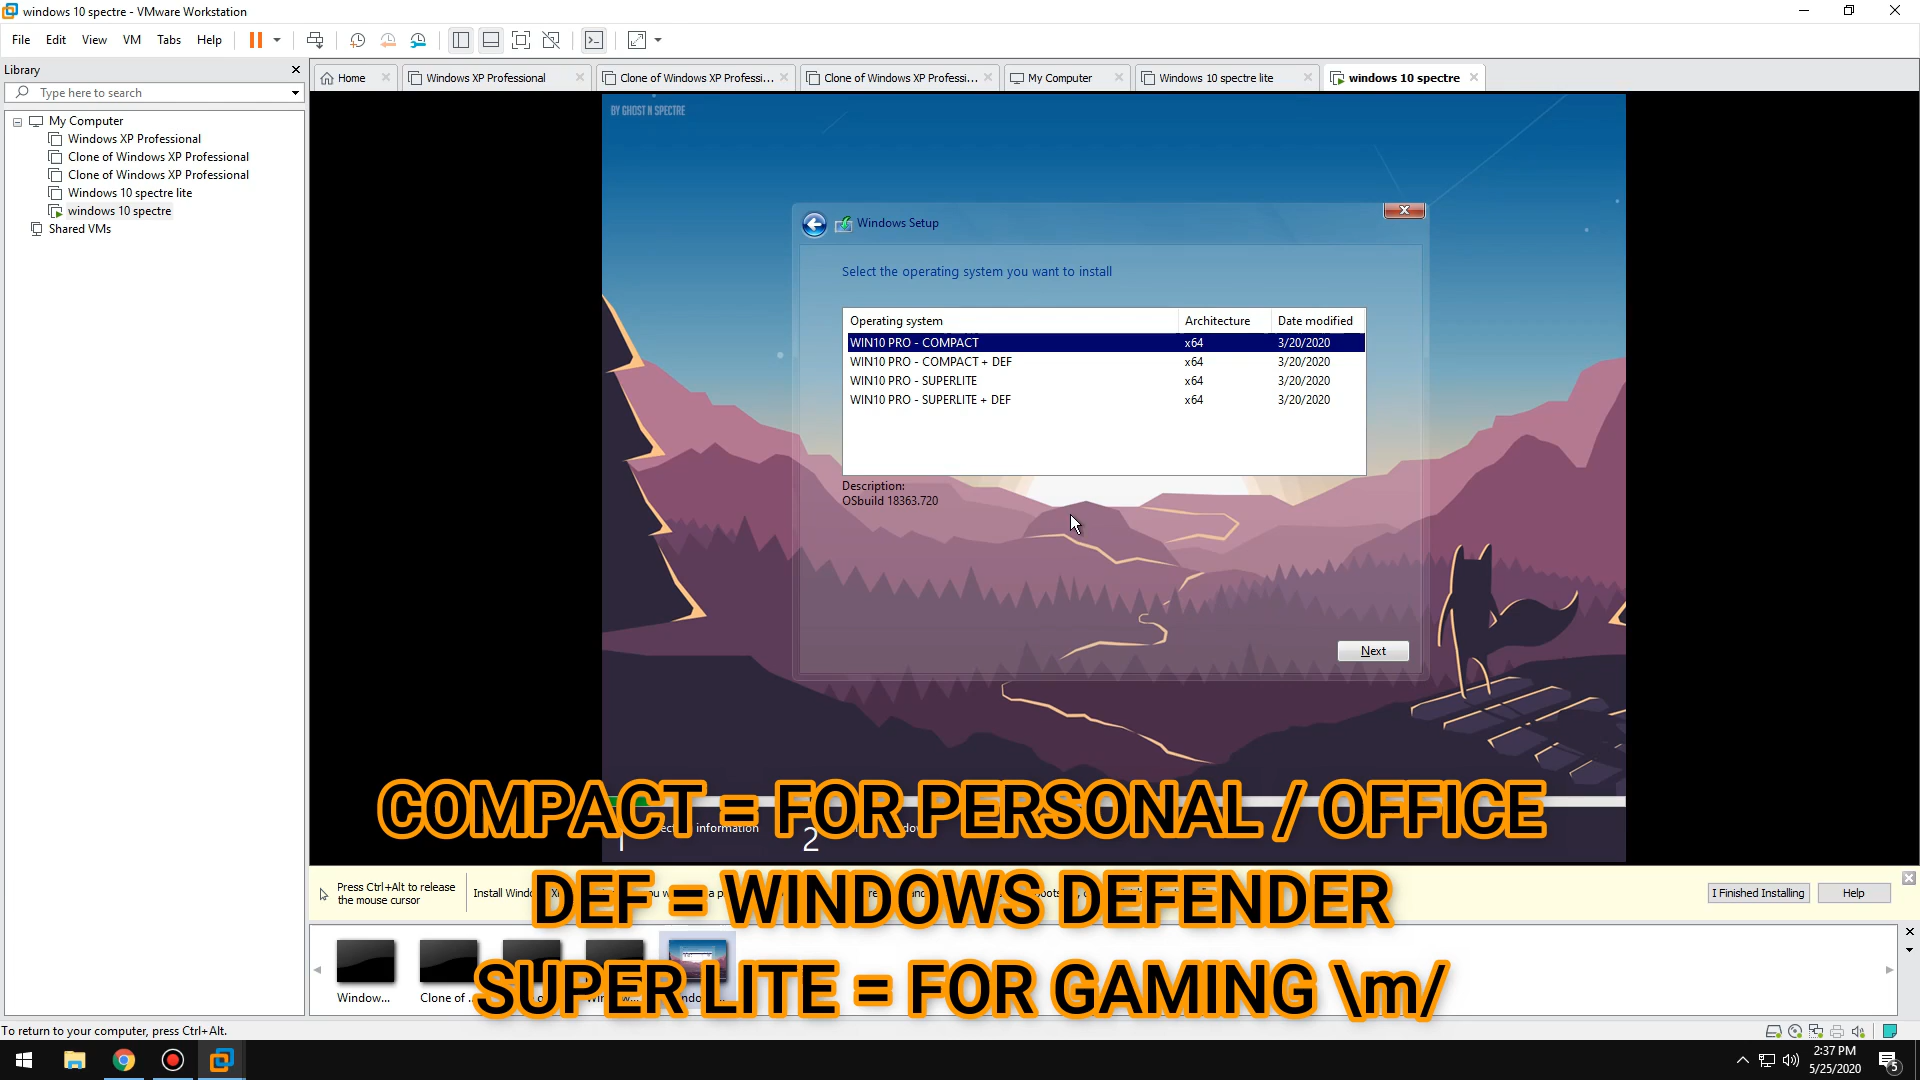 windows 10 spectre - VMware Workstation
File Edit View VM Tabs Help
Library
Type here to search
My Computer
Windows XP Professional
Clone of Windows XP Professional
Clone of Windows XP Professional
Windows 10 spectre lite
windows 10 spectre
Shared VMs
Home
Windows XP Professional
Clone of Windows XP Professi...
Clone of Windows XP Professi...
My Computer
Windows 10 spectre lite
windows 10 spectre
BY GHOST N SPECTRE
Windows Setup
Select the operating system you want to install
Operating system Architecture Date modified
WIN10 PRO - COMPACT x64 3/20/2020
WIN10 PRO - COMPACT + DEF x64 3/20/2020
WIN10 PRO - SUPERLITE x64 3/20/2020
WIN10 PRO - SUPERLITE + DEF x64 3/20/2020
Description:
OSbuild 18363.720
Next
COMPACT = FOR PERSONAL / OFFICE
1 information 2
Press Ctrl+Alt to release
the mouse cursor
I Finished Installing
Help
DEF = WINDOWS DEFENDER
Window...
Clone of
SUPER LITE = FOR GAMING \m/
To return to your computer, press Ctrl+Alt.
2:37 PM
5/25/2020
5